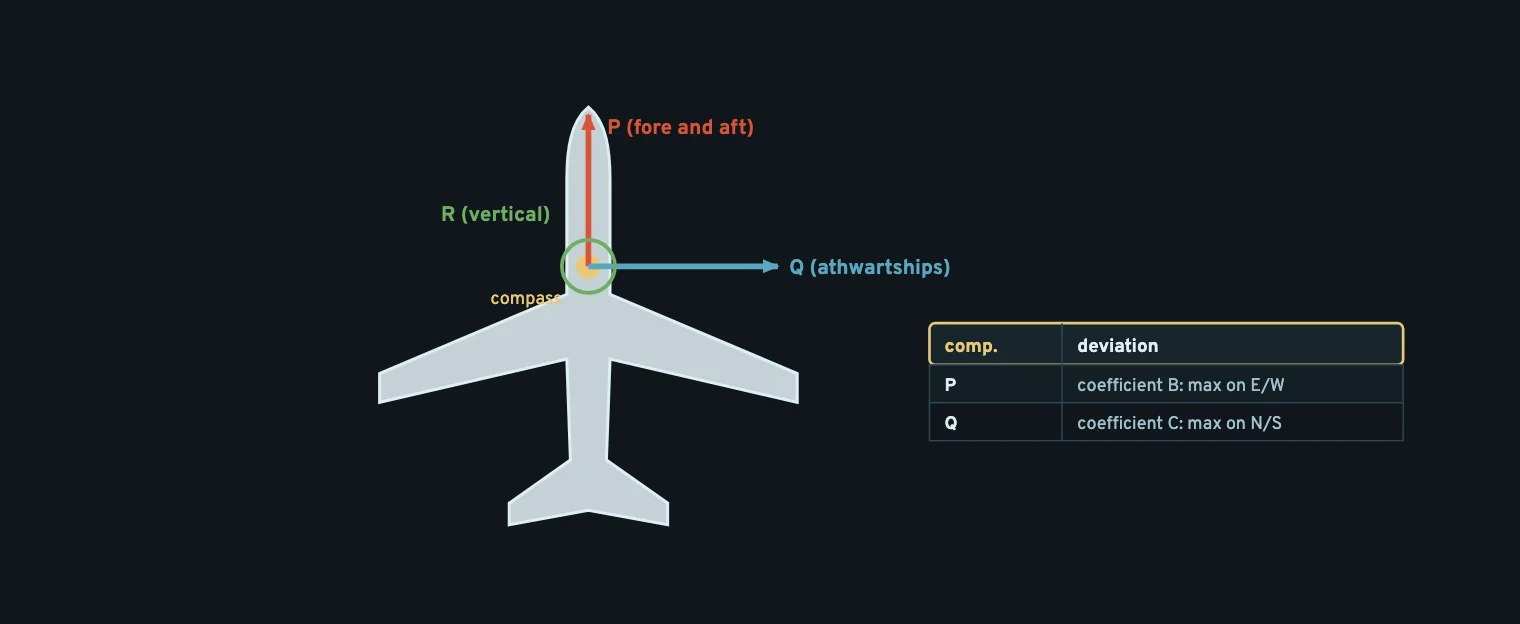 P (fore and aft)
R (vertical)
Q (athwartships)
compass
comp. deviation
P coefficient B: max on E/W
Q coefficient C: max on N/S